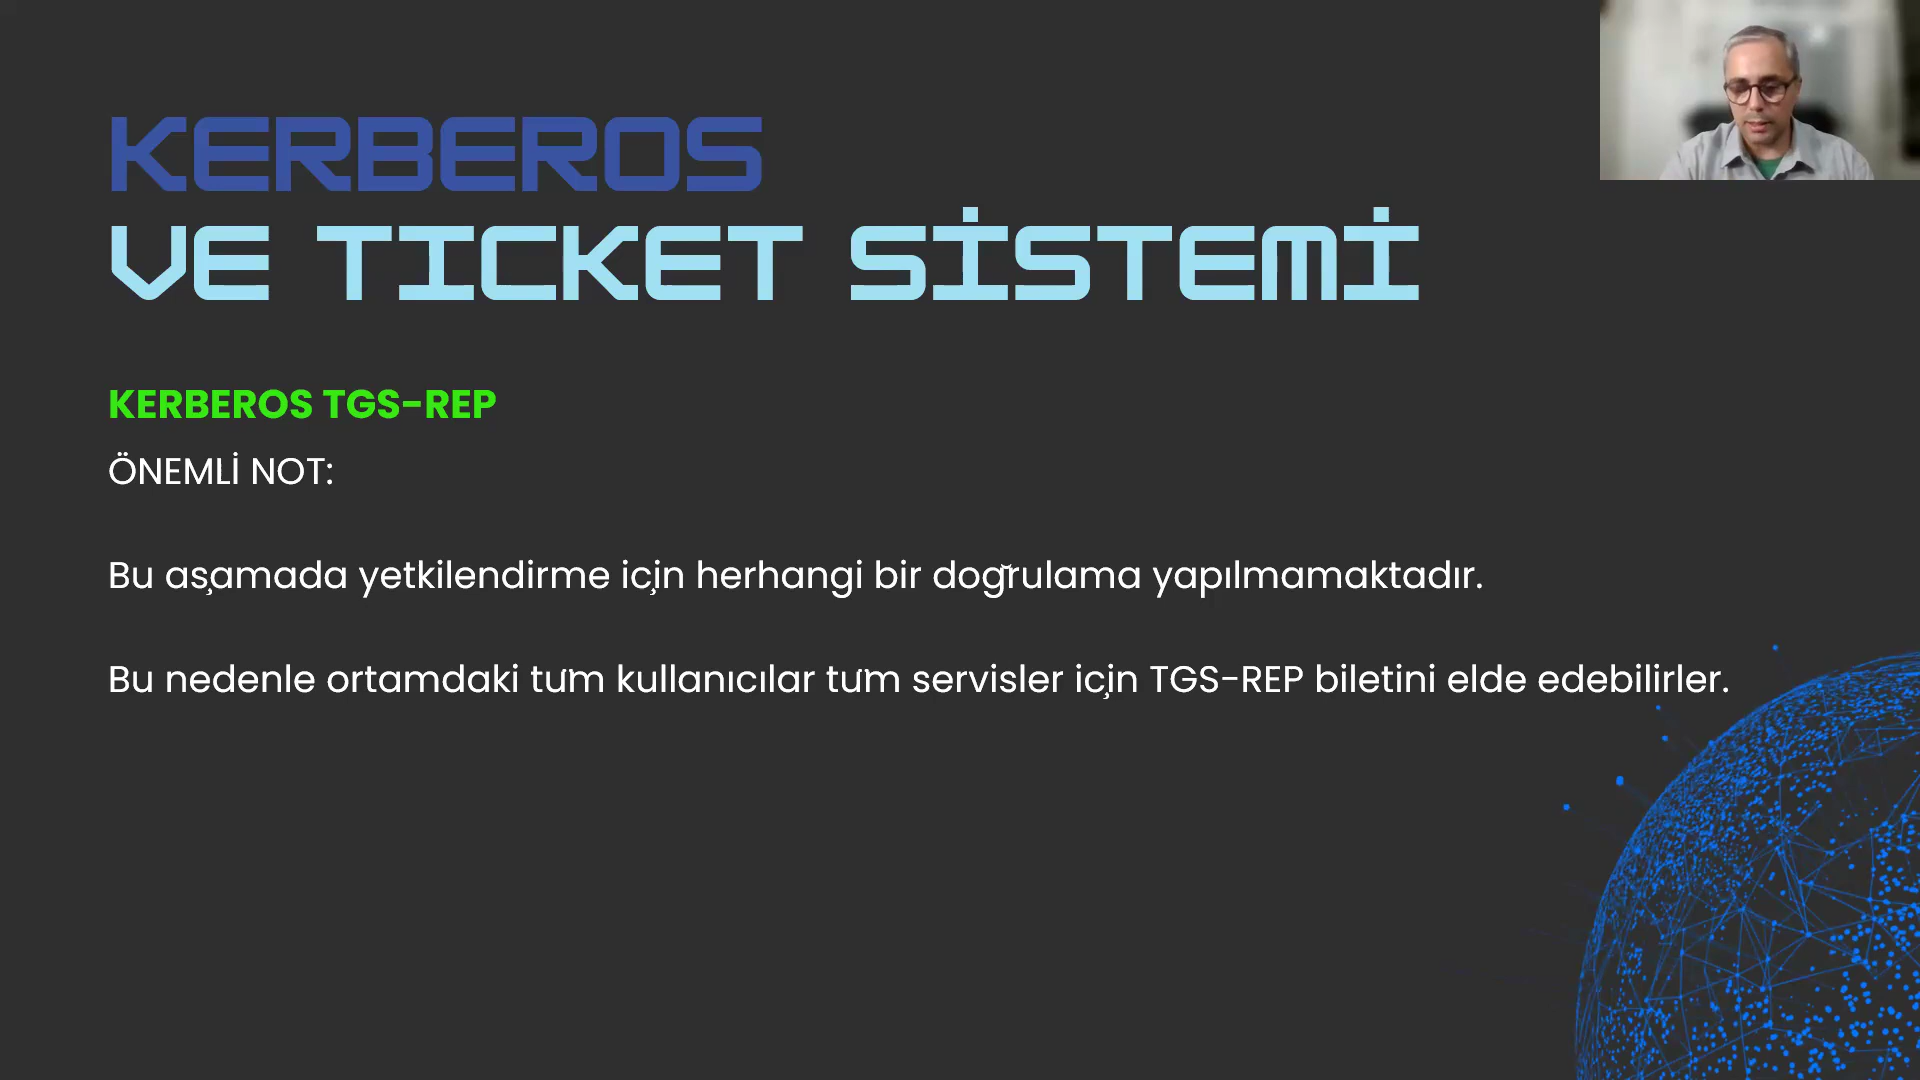 KERBEROS
VE TICKET SİSTEMİ
KERBEROS TGS-REP
ÖNEMLİ NOT:
Bu aşamada yetkilendirme için herhangi bir doğrulama yapılmamaktadır.
Bu nedenle ortamdaki tüm kullanıcılar tüm servisler için TGS-REP biletini elde edebilirler.